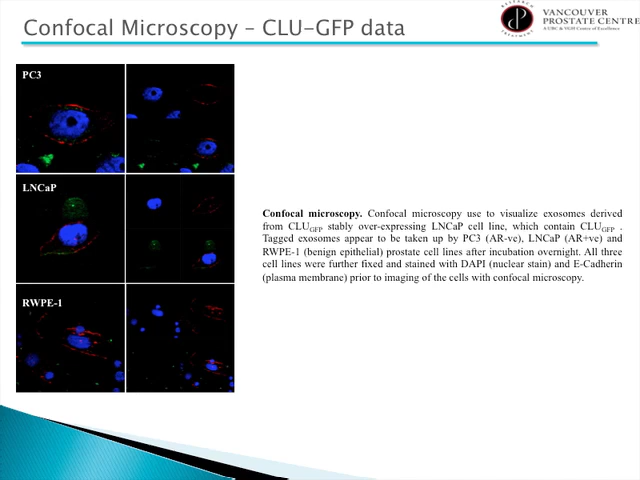 Confocal Microscopy – CLU-GFP data
RESEARCH
VANCOUVER
PROSTATE CENTRE
A UBC & VGH Centre of Excellence
PC3
LNCaP
RWPE-1
Confocal microscopy. Confocal microscopy use to visualize exosomes derived
from CLUGFP stably over-expressing LNCaP cell line, which contain CLUGFP .
Tagged exosomes appear to be taken up by PC3 (AR-ve), LNCaP (AR+ve) and
RWPE-1 (benign epithelial) prostate cell lines after incubation overnight. All three
cell lines were further fixed and stained with DAPI (nuclear stain) and E-Cadherin
(plasma membrane) prior to imaging of the cells with confocal microscopy.